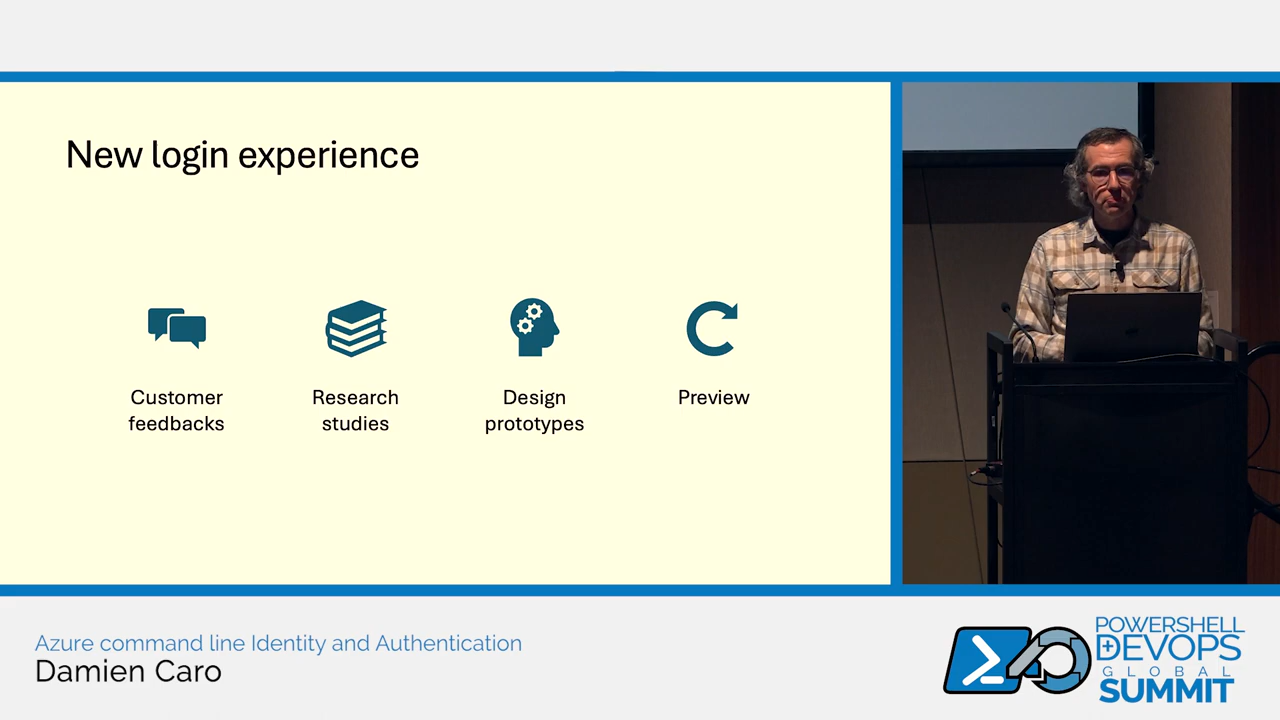 New login experience
Customer
feedbacks
Research
studies
Design
prototypes
Preview
Azure command line Identity and Authentication
Damien Caro
POWERSHELL
DEVOPS
GLOBAL
SUMMIT